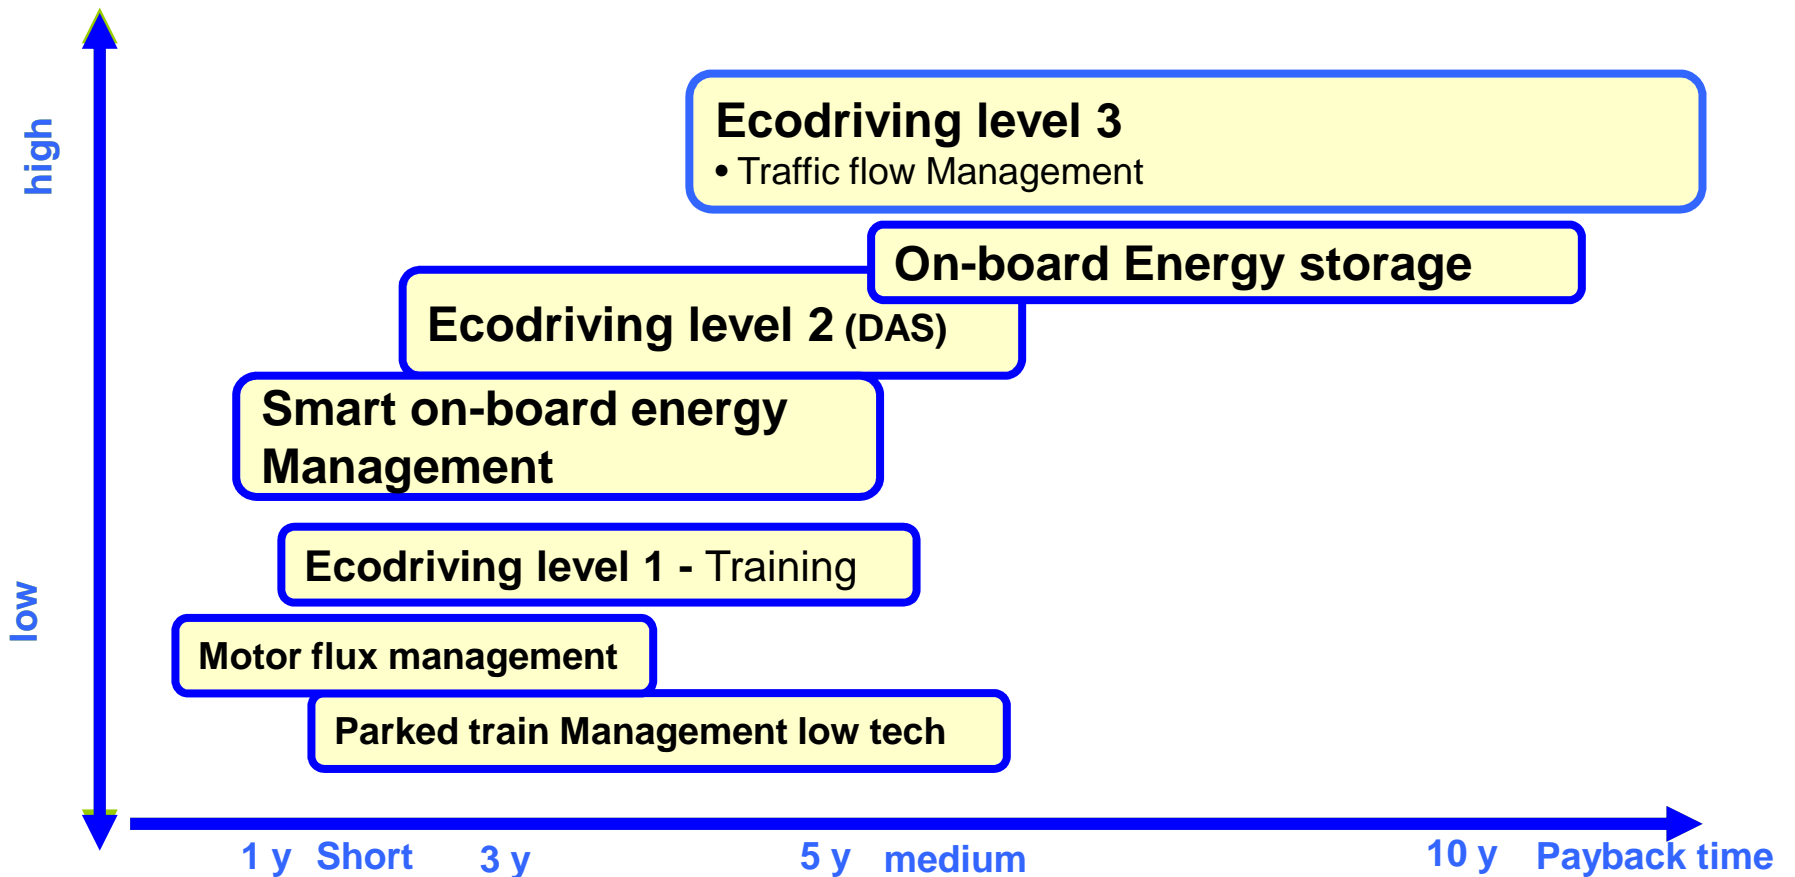 high
Ecodriving level 3
• Traffic flow Management
On-board Energy storage
Ecodriving level 2 (DAS)
Smart on-board energy
Management
Ecodriving level 1 - Training
low
Motor flux management
Parked train Management low tech
1 y Short 3 y 5 y medium 10 y Payback time